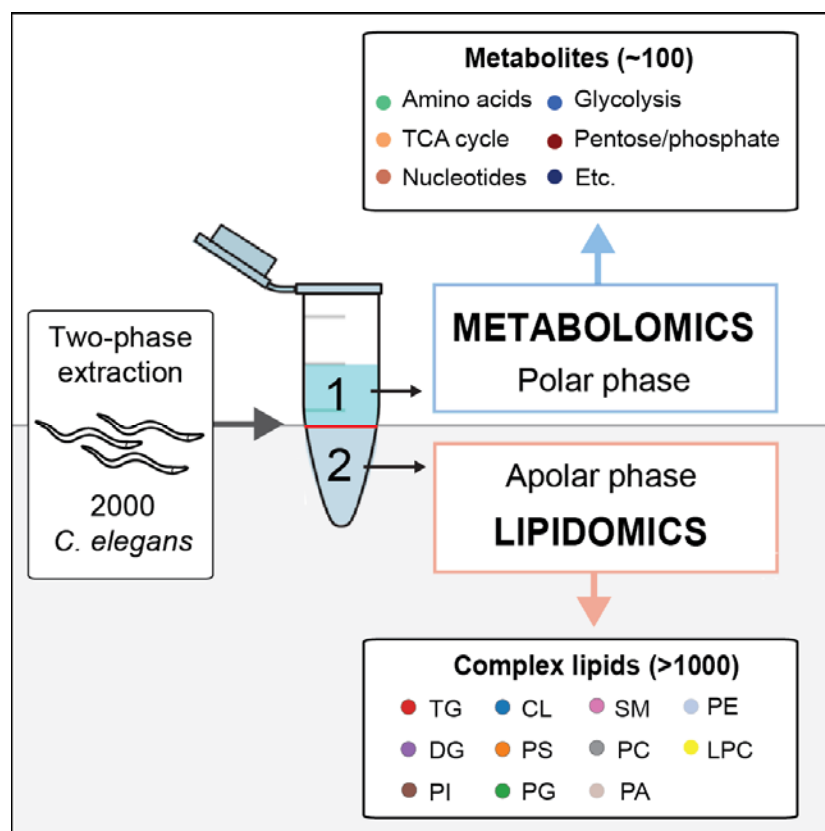 Metabolites (~100)
Amino acids Glycolysis
TCA cycle Pentose/phosphate
Nucleotides Etc.
Two-phase
extraction
2000
C. elegans
1
2
METABOLOMICS
Polar phase
Apolar phase
LIPIDOMICS
Complex lipids (>1000)
TG CL SM PE
DG PS PC LPC
PI PG PA